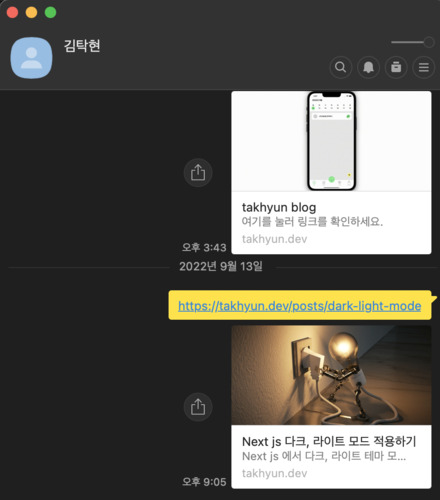 김탁현
takhyun blog
여기를 눌러 링크를 확인하세요.
takhyun.dev
오후 3:43
2022년 9월 13일
https://takhyun.dev/posts/dark-light-mode
Next js 다크, 라이트 모드 적용하기
Next js 에서 다크, 라이트 테마 모...
takhyun.dev
오후 9:05